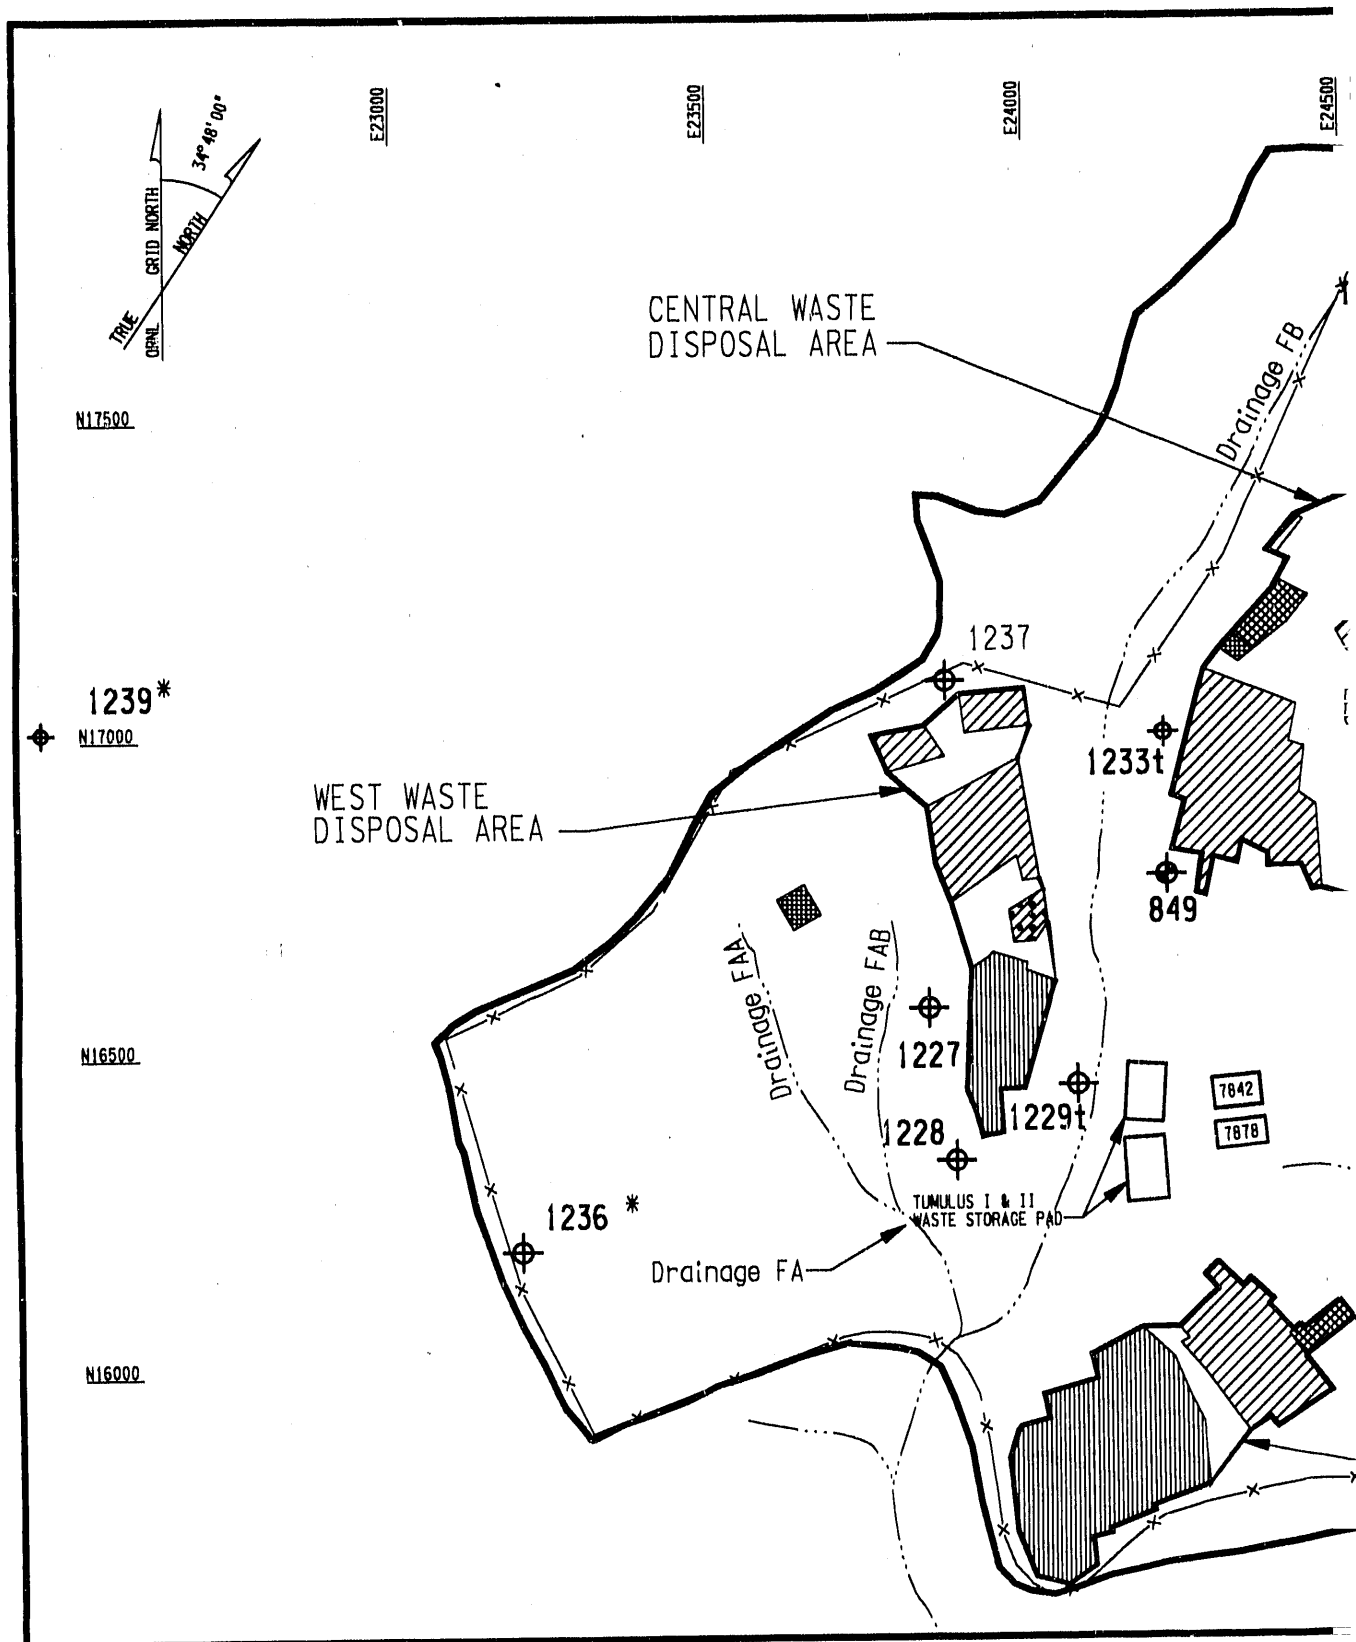 E23000
E23500
E24000
E24500
34°48'00"
GRID NORTH
NORTH
TRUE
ORNL
CENTRAL WASTE
DISPOSAL AREA
Drainage FB
N17500
1237
1239*
N17000
1233t
WEST WASTE
DISPOSAL AREA
849
Drainage FAA
Drainage FAB
1227
N16500
7842
1229t
7878
1228
TUMULUS I & II
WASTE STORAGE PAD
1236 *
Drainage FA
N16000